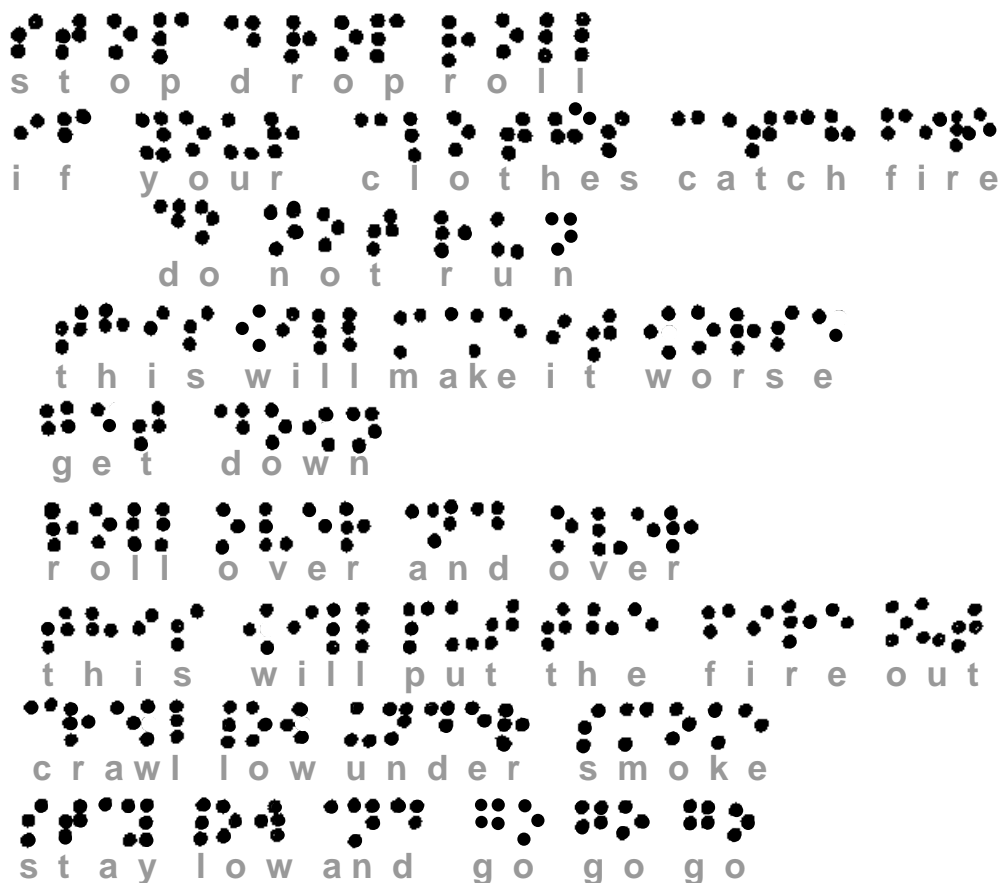 stop drop roll
if your clothes catch fire
do not run
this will make it worse
get down
roll over and over
this will put the fire out
crawl low under smoke
stay low and go go go